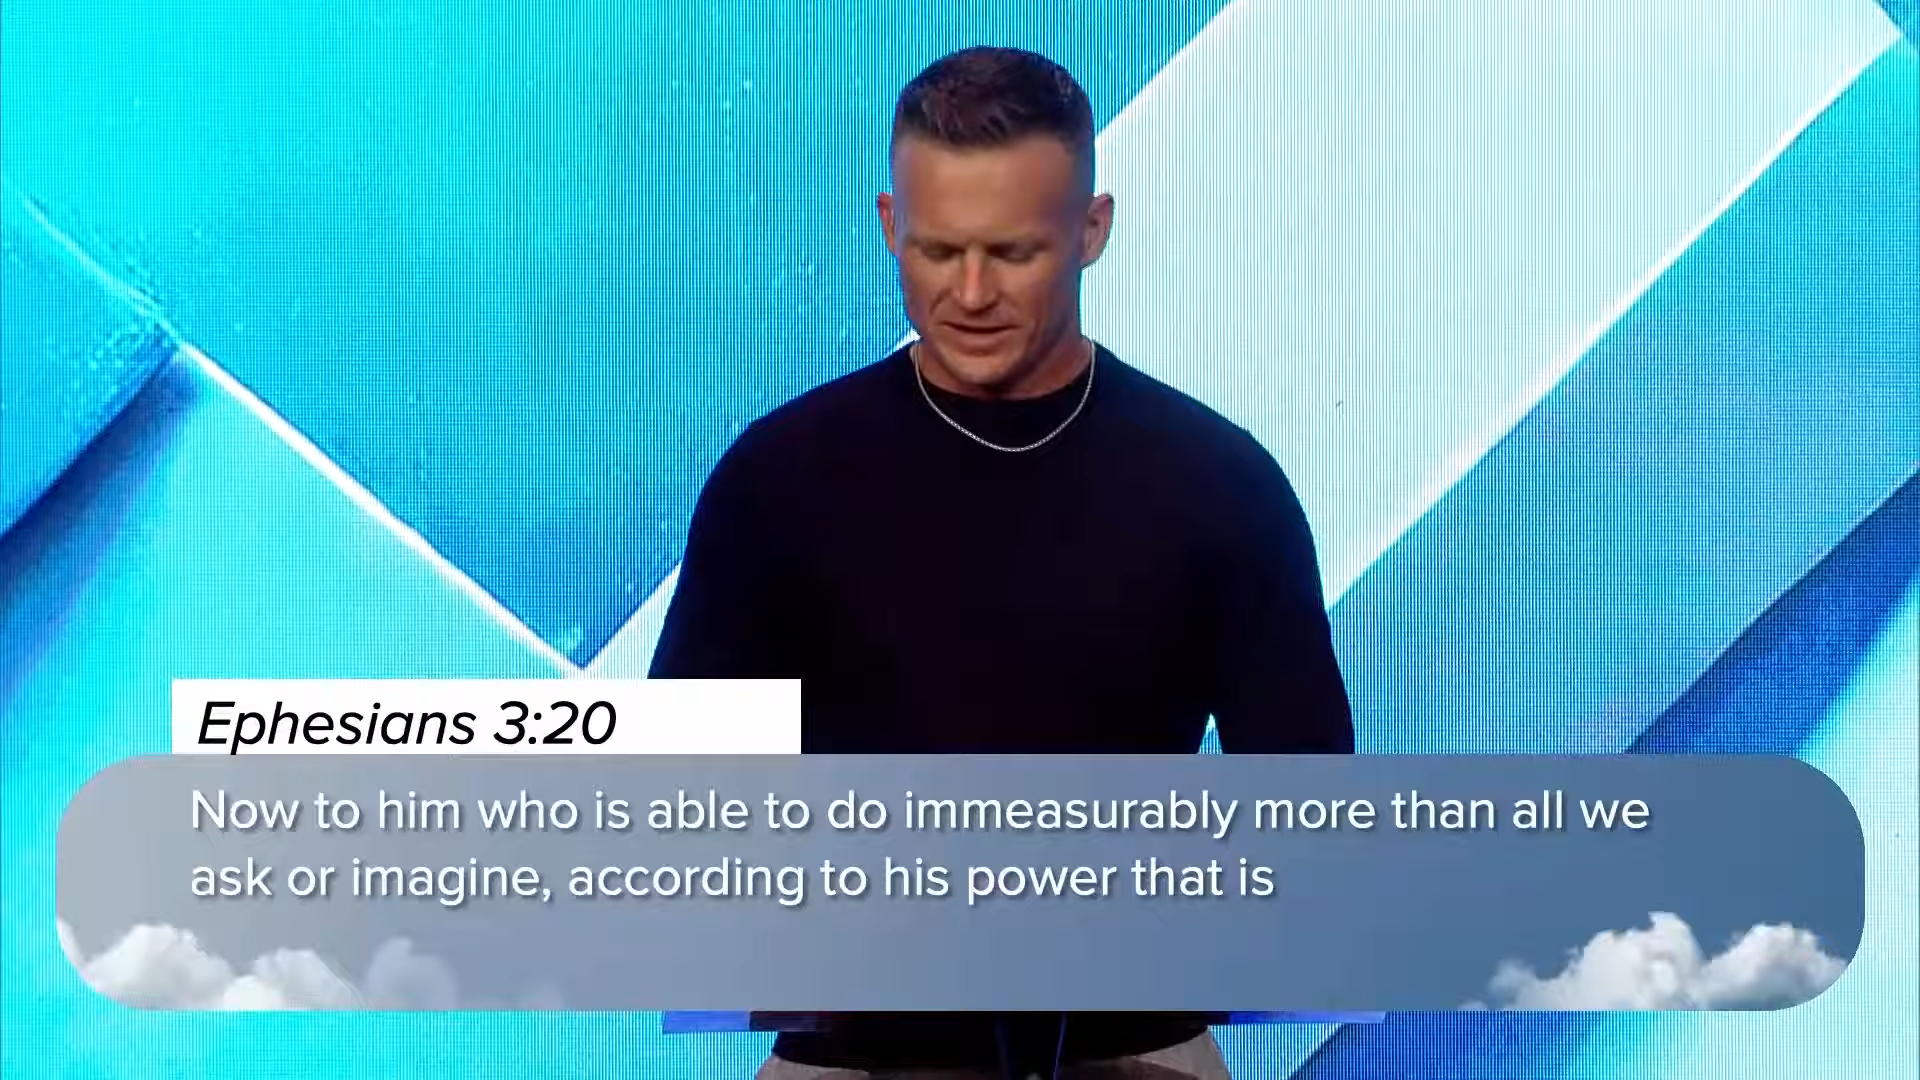 Ephesians 3:20
Now to him who is able to do immeasurably more than all we
ask or imagine, according to his power that is